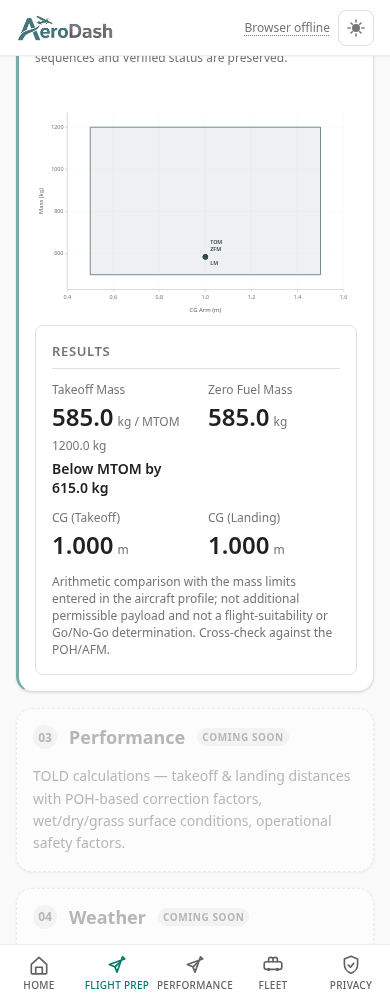 AeroDash
Browser offline
sequences and Verified status are preserved.
1200
1000
800
600
Mass (kg)
TOM
ZFM
LM
0.4 0.6 0.8 1.0 1.2 1.4 1.6
CG Arm (m)
RESULTS
Takeoff Mass Zero Fuel Mass
585.0 kg / MTOM 585.0 kg
1200.0 kg
Below MTOM by
615.0 kg
CG (Takeoff) CG (Landing)
1.000 m 1.000 m
Arithmetic comparison with the mass limits
entered in the aircraft profile; not additional
permissible payload and not a flight-suitability or
Go/No-Go determination. Cross-check against the
POH/AFM.
03 Performance COMING SOON
TOLD calculations — takeoff & landing distances
with POH-based correction factors,
wet/dry/grass surface conditions, operational
safety factors.
04 Weather COMING SOON
HOME FLIGHT PREP PERFORMANCE FLEET PRIVACY